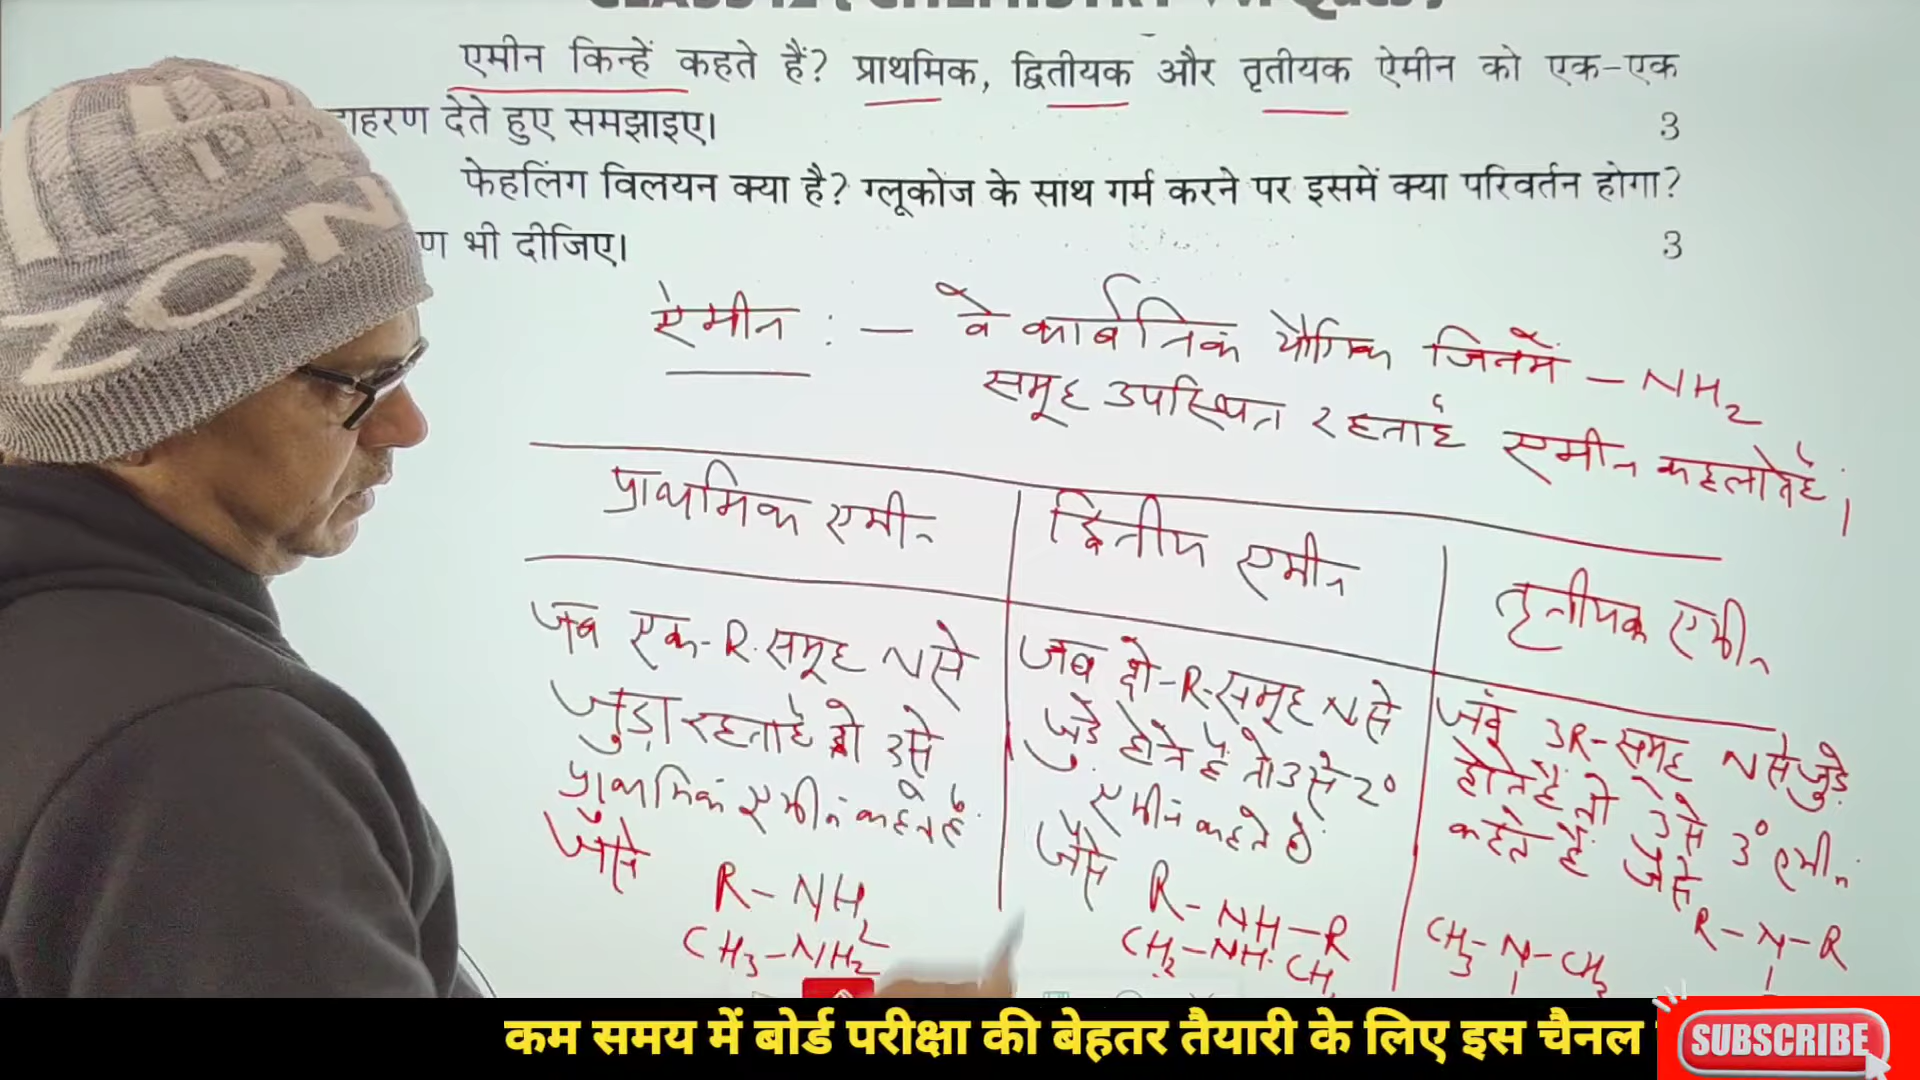 एमीन किन्हें कहते हैं? प्राथमिक, द्वितीयक और तृतीयक ऐमीन को एक-एक
देते हुए समझाइए। 3
फेहलिंग विलयन क्या है? ग्लूकोज के साथ गर्म करने पर इसमें क्या परिवर्तन होगा?
भी दीजिए। 3
ऐमीन : — वे कार्बनिक यौगिक जिनमें – NH2
समूह उपस्थित रहता है एमीन कहलाते हैं।
प्राथमिक एमीन
द्वितीय एमीन
तृतीयक एमीन
जब एक-R-समूह N से
जुड़ा रहता है तो उसे
प्राथमिक एमीन कहते हैं
जैसे
R – NH2
CH3–NH2
जब दो-R-समूह N से
जुड़े होते हैं तो उसे 2°
एमीन कहते हैं
जैसे R – NH – R
CH2–NH·CH
जब 3R-समूह N से जुड़े
होते हैं तो उसे 3° एमीन
कहते हैं जैसे
R – N – R
CH3–N–CH3
कम समय में बोर्ड परीक्षा की बेहतर तैयारी के लिए इस चैनल
SUBSCRIBE
ZON